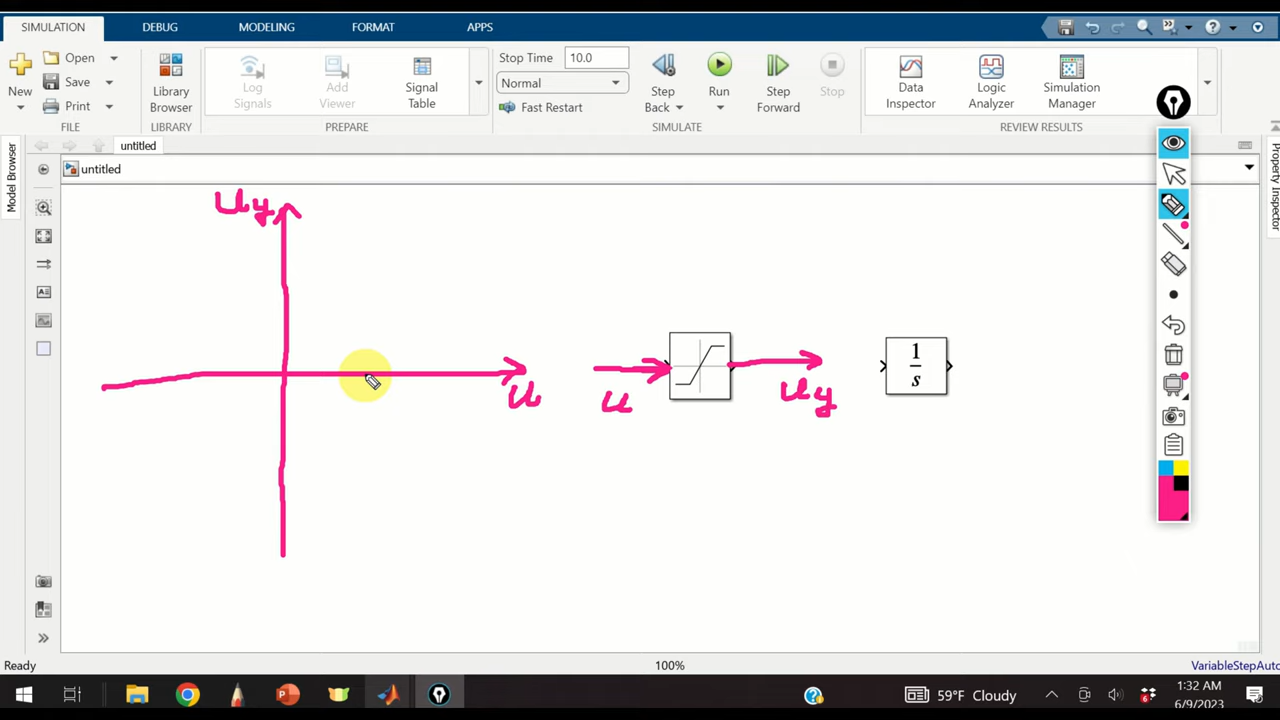 SIMULATION DEBUG MODELING FORMAT APPS
New
Open
Save
Print
FILE
Library
Browser
LIBRARY
Log
Signals
Add
Viewer
Signal
Table
PREPARE
Stop Time 10.0
Normal
Fast Restart
Step
Back
Run
Step
Forward
Stop
SIMULATE
Data
Inspector
Logic
Analyzer
Simulation
Manager
REVIEW RESULTS
Model Browser
untitled
untitled
Property Inspector
uy
u
u
uy
1
s
Ready 100% VariableStepAuto
59°F Cloudy
6
1:32 AM
6/9/2023